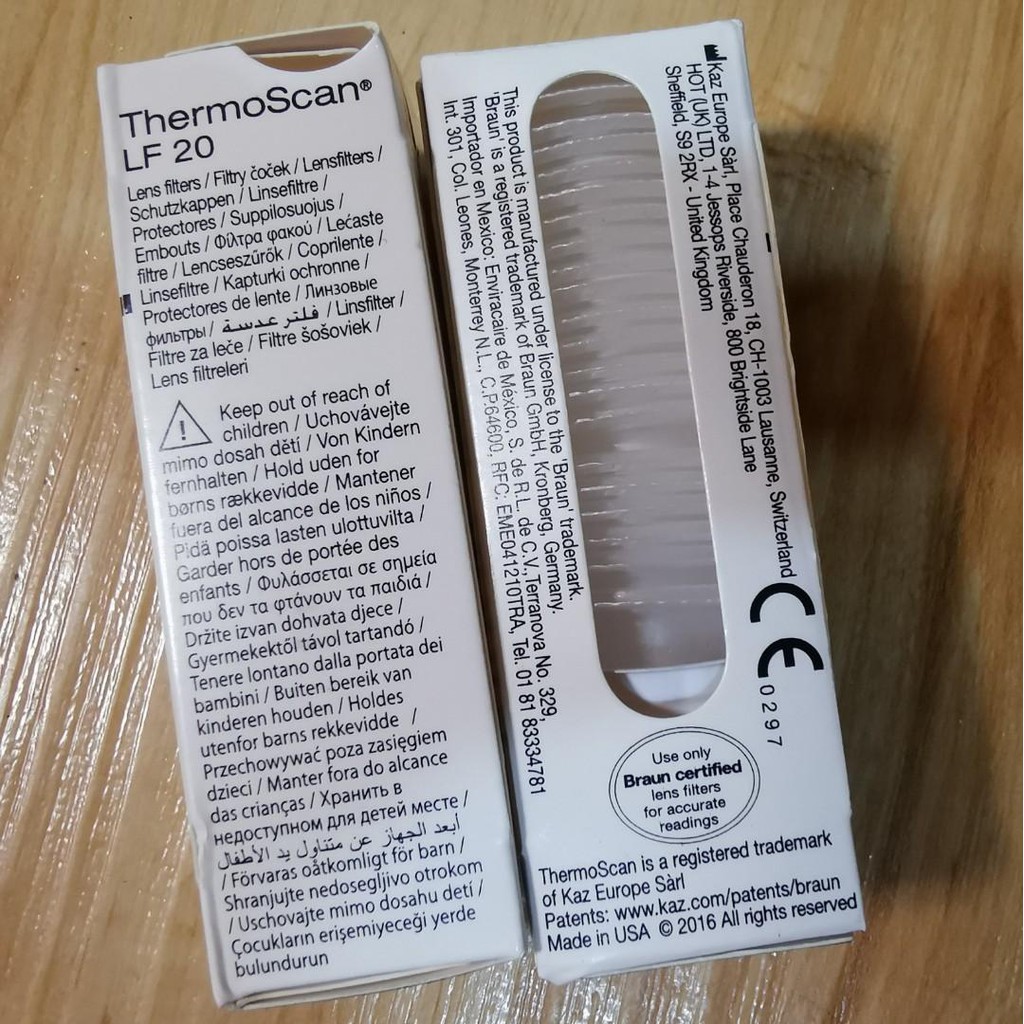 ThermoScan®
LF 20
Lens filters / Filtry čoček / Lensfilters /
Schutzkappen / Linsefiltre /
Protectores / Suppilosuojus /
Embouts / Φίλτρα φακού / Lećaste
filtre / Lencseszűrők / Coprilente /
Linsefiltre / Kapturki ochronne /
Protectores de lente / Линзовые
фильтры / فلتر عدسة / Linsfilter /
Filtre za leče / Filtre šošoviek /
Lens filtreleri
Keep out of reach of
children / Uchovávejte
mimo dosah dětí / Von Kindern
fernhalten / Hold uden for
børns rækkevidde / Mantener
fuera del alcance de los niños /
Pidä poissa lasten ulottuvilta /
Garder hors de portée des
enfants / Φυλάσσεται σε σημεία
που δεν τα φτάνουν τα παιδιά /
Držite izvan dohvata djece /
Gyermekektől távol tartandó /
Tenere lontano dalla portata dei
bambini / Buiten bereik van
kinderen houden / Holdes
utenfor barns rekkevidde /
Przechowywać poza zasięgiem
dzieci / Manter fora do alcance
das crianças / Хранить в
недоступном для детей месте /
أبعد الجهاز عن متناول يد الأطفال
/ Förvaras oåtkomligt för barn /
Shranjujte nedosegljivo otrokom
/ Uschovajte mimo dosahu detí /
Çocukların erişemiyeceği yerde
bulundurun
Kaz Europe Sàrl, Place Chauderon 18, CH-1003 Lausanne, Switzerland
HOT (UK) LTD, 1-4 Jessops Riverside, 800 Brightside Lane
Sheffield, S9 2RX - United Kingdom
CE
0297
This product is manufactured under license to the 'Braun' trademark.
'Braun' is a registered trademark of Braun GmbH, Kronberg, Germany.
Importador en Mexico: Enviracaire de México, S. de R.L. de C.V. Terranova No. 329,
Int. 301, Col. Leones, Monterrey N.L., C.P.64600, RFC: EME041210TRA, Tel. 01 81 83334781
Use only
Braun certified
lens filters
for accurate
readings
ThermoScan is a registered trademark
of Kaz Europe Sàrl
Patents: www.kaz.com/patents/braun
Made in USA © 2016 All rights reserved